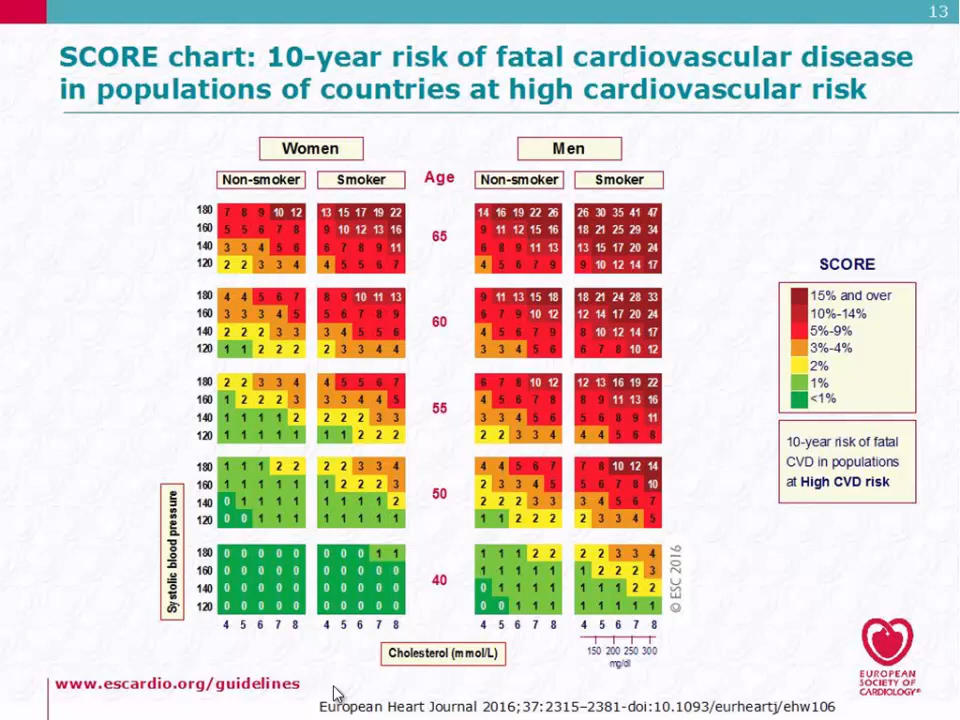 13
SCORE chart: 10-year risk of fatal cardiovascular disease
in populations of countries at high cardiovascular risk
Women
Men
Non-smoker Smoker Age Non-smoker Smoker
180 7 8 9 10 12 13 15 17 19 22 14 16 19 22 26 26 30 35 41 47
160 5 5 6 7 8 9 10 12 13 16 9 11 12 15 16 18 21 25 29 34
65
140 3 3 4 5 6 6 7 8 9 11 6 8 9 11 13 13 15 17 20 24
120 2 2 3 3 4 4 5 5 6 7 4 5 6 7 9 9 10 12 14 17
180 4 4 5 6 7 8 9 10 11 13 9 11 13 15 18 18 21 24 28 33
160 3 3 3 4 5 5 6 7 8 9 6 7 9 10 12 12 14 17 20 24
60
140 2 2 2 3 3 3 4 5 5 6 4 5 6 7 9 8 10 12 14 17
120 1 1 2 2 2 2 3 3 4 4 3 3 4 5 6 6 7 8 10 12
180 2 2 3 3 4 4 5 5 6 7 6 7 8 10 12 12 13 16 19 22
160 1 2 2 2 3 3 3 4 4 5 4 5 6 7 8 8 9 11 13 16
55
140 1 1 1 1 2 2 2 2 3 3 3 3 4 5 6 5 6 8 9 11
120 1 1 1 1 1 1 1 2 2 2 2 2 3 3 4 4 4 5 6 8
180 1 1 1 2 2 2 2 3 3 4 4 4 5 6 7 7 8 10 12 14
160 1 1 1 1 1 1 2 2 2 3 2 3 3 4 5 5 6 7 8 10
50
140 0 1 1 1 1 1 1 1 1 2 2 2 2 3 3 3 4 5 6 7
120 0 0 1 1 1 1 1 1 1 1 1 1 2 2 2 2 3 3 4 5
180 0 0 0 0 0 0 0 0 1 1 1 1 1 2 2 2 2 3 3 4
160 0 0 0 0 0 0 0 0 0 0 1 1 1 1 1 1 2 2 2 3
40
140 0 0 0 0 0 0 0 0 0 0 0 1 1 1 1 1 1 1 2 2
120 0 0 0 0 0 0 0 0 0 0 0 0 1 1 1 1 1 1 1 1
4 5 6 7 8 4 5 6 7 8 4 5 6 7 8 4 5 6 7 8
150 200 250 300
mg/dl
Systolic blood pressure
Cholesterol (mmol/L)
© ESC 2016
SCORE
15% and over
10%-14%
5%-9%
3%-4%
2%
1%
<1%
10-year risk of fatal
CVD in populations
at High CVD risk
EUROPEAN
SOCIETY OF
CARDIOLOGY®
www.escardio.org/guidelines
European Heart Journal 2016;37:2315–2381-doi:10.1093/eurheartj/ehw106